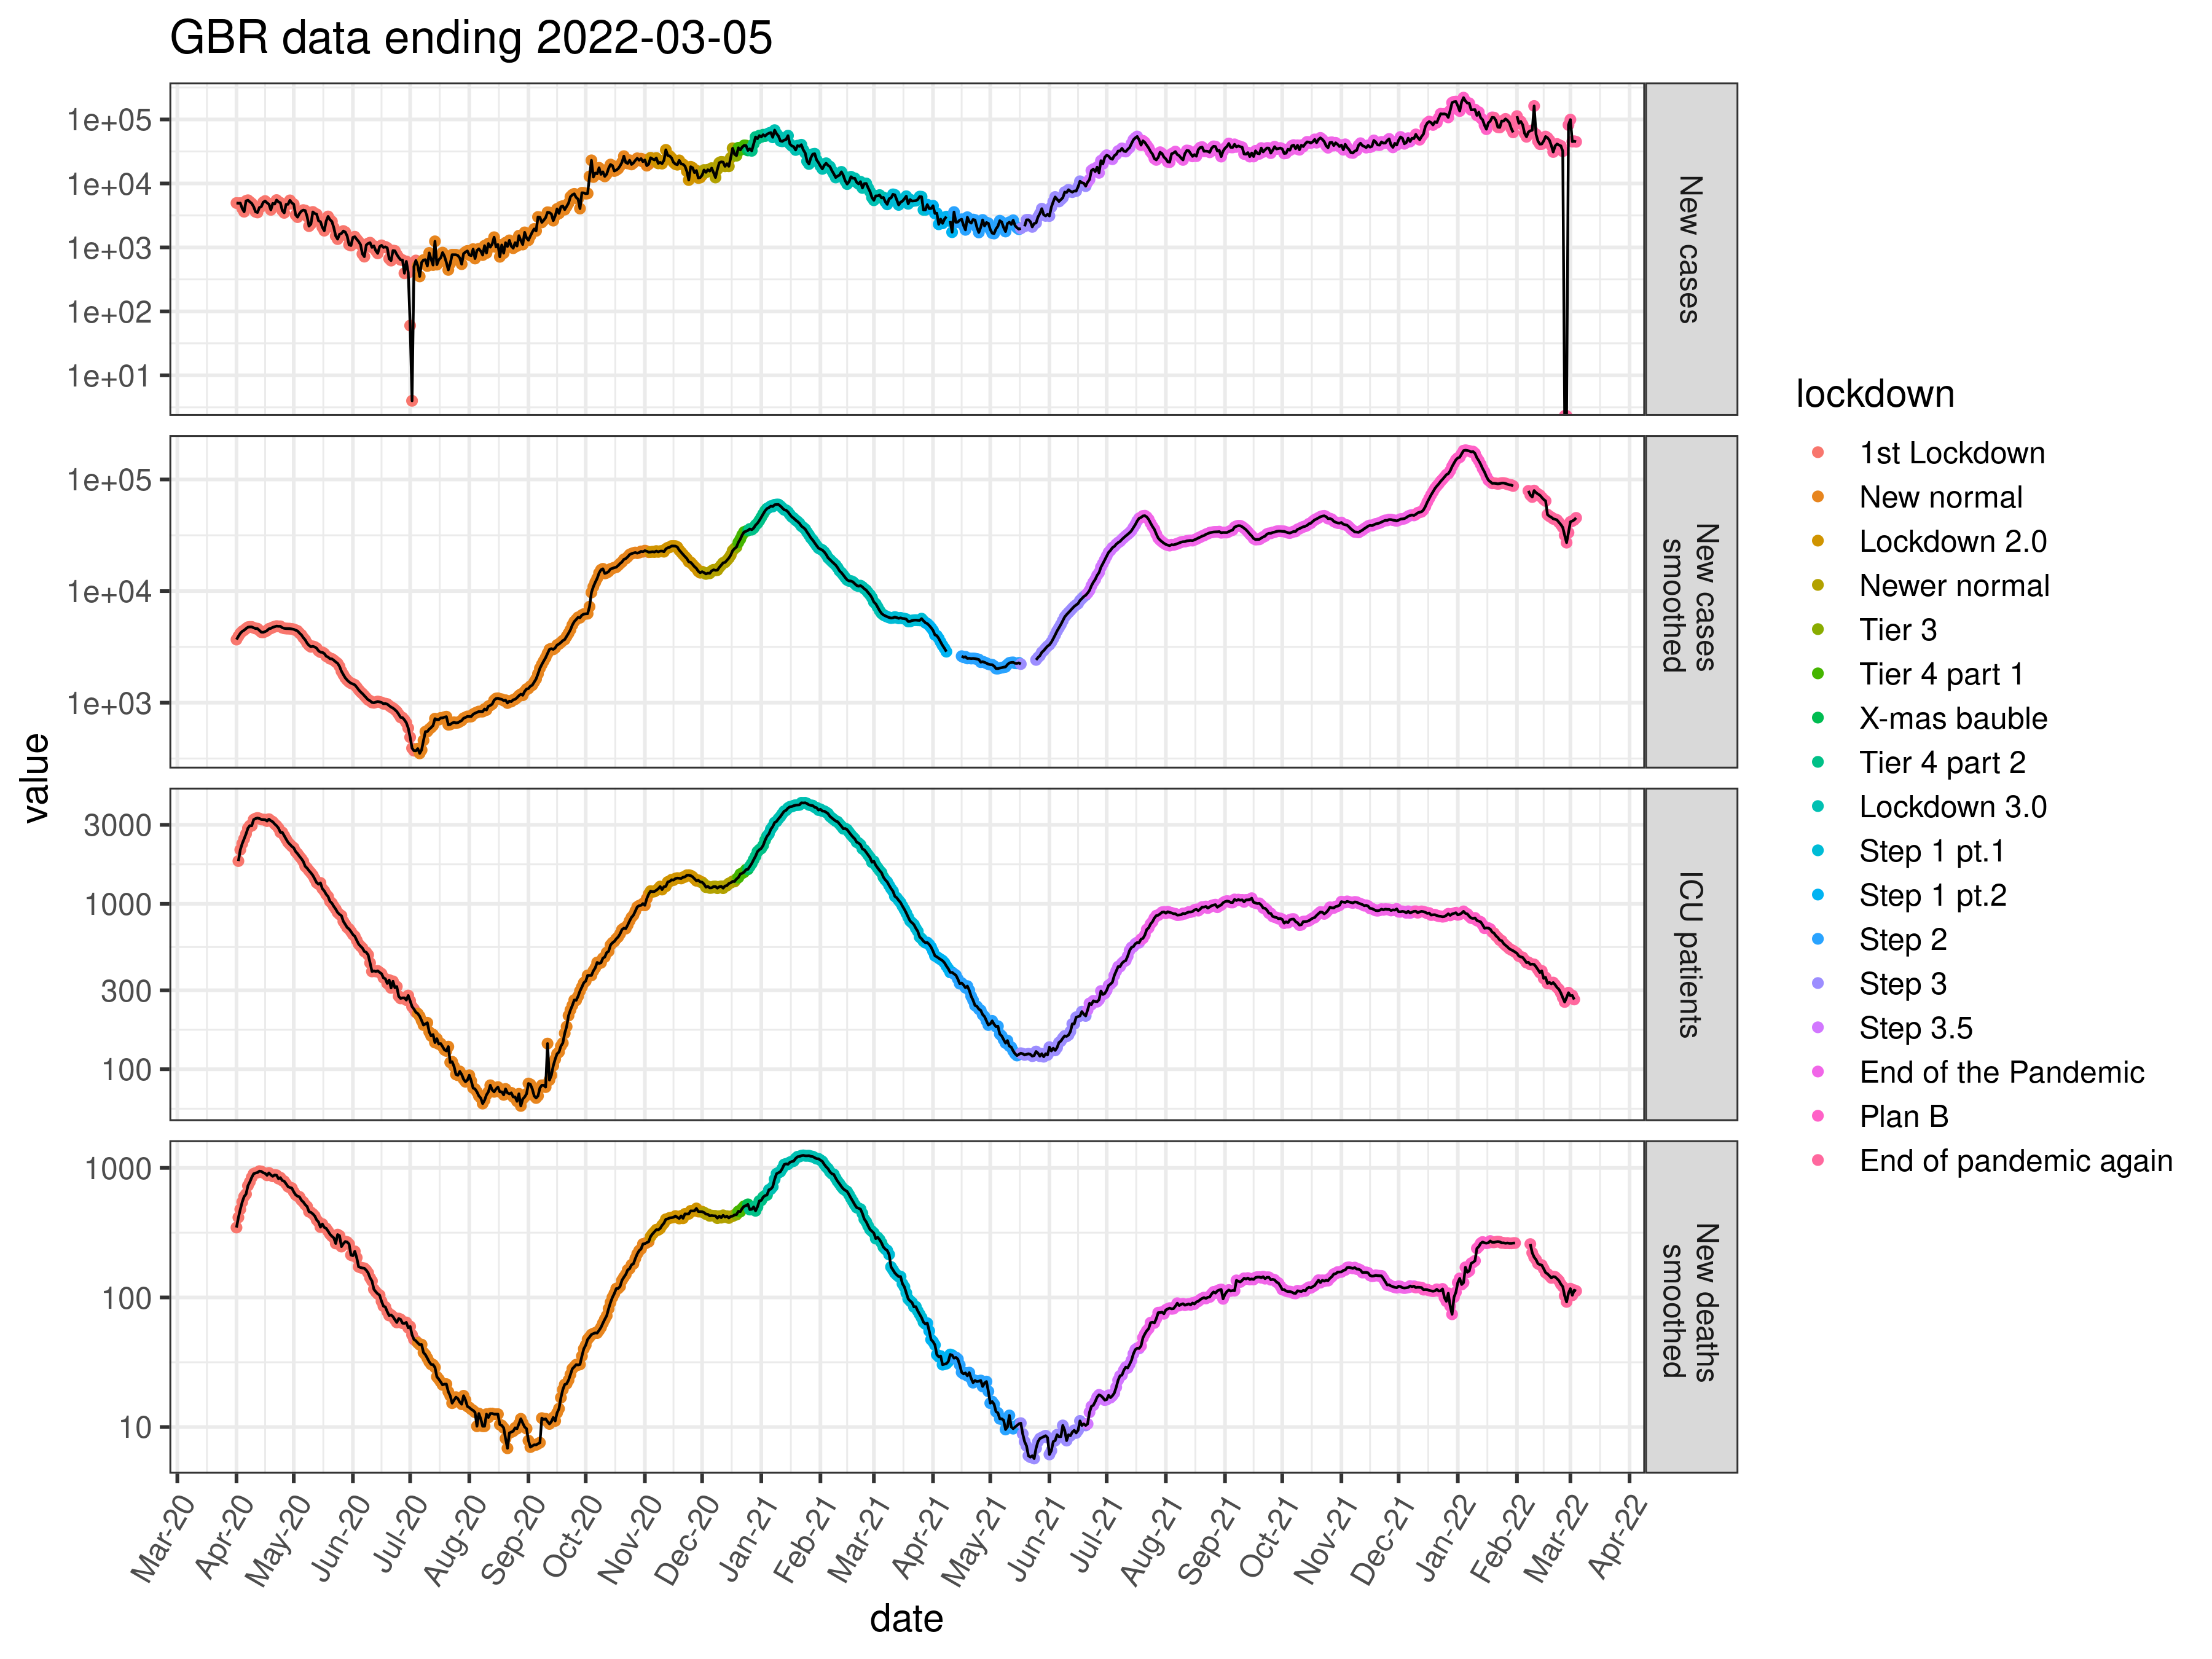 GBR data ending 2022-03-05
1e+05
1e+04
1e+03
1e+02
1e+01
New cases
1e+05
1e+04
1e+03
New cases
smoothed
3000
1000
300
100
ICU patients
1000
100
10
New deaths
smoothed
value
Mar-20
Apr-20
May-20
Jun-20
Jul-20
Aug-20
Sep-20
Oct-20
Nov-20
Dec-20
Jan-21
Feb-21
Mar-21
Apr-21
May-21
Jun-21
Jul-21
Aug-21
Sep-21
Oct-21
Nov-21
Dec-21
Jan-22
Feb-22
Mar-22
Apr-22
date
lockdown
1st Lockdown
New normal
Lockdown 2.0
Newer normal
Tier 3
Tier 4 part 1
X-mas bauble
Tier 4 part 2
Lockdown 3.0
Step 1 pt.1
Step 1 pt.2
Step 2
Step 3
Step 3.5
End of the Pandemic
Plan B
End of pandemic again